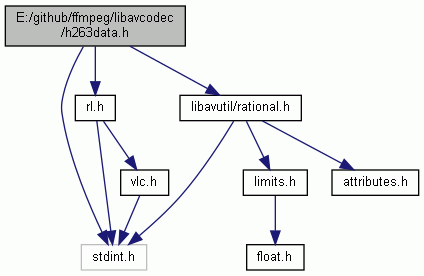 E:/github/ffmpeg/libavcodec
/h263data.h
rl.h
libavutil/rational.h
vlc.h
limits.h
attributes.h
stdint.h
float.h